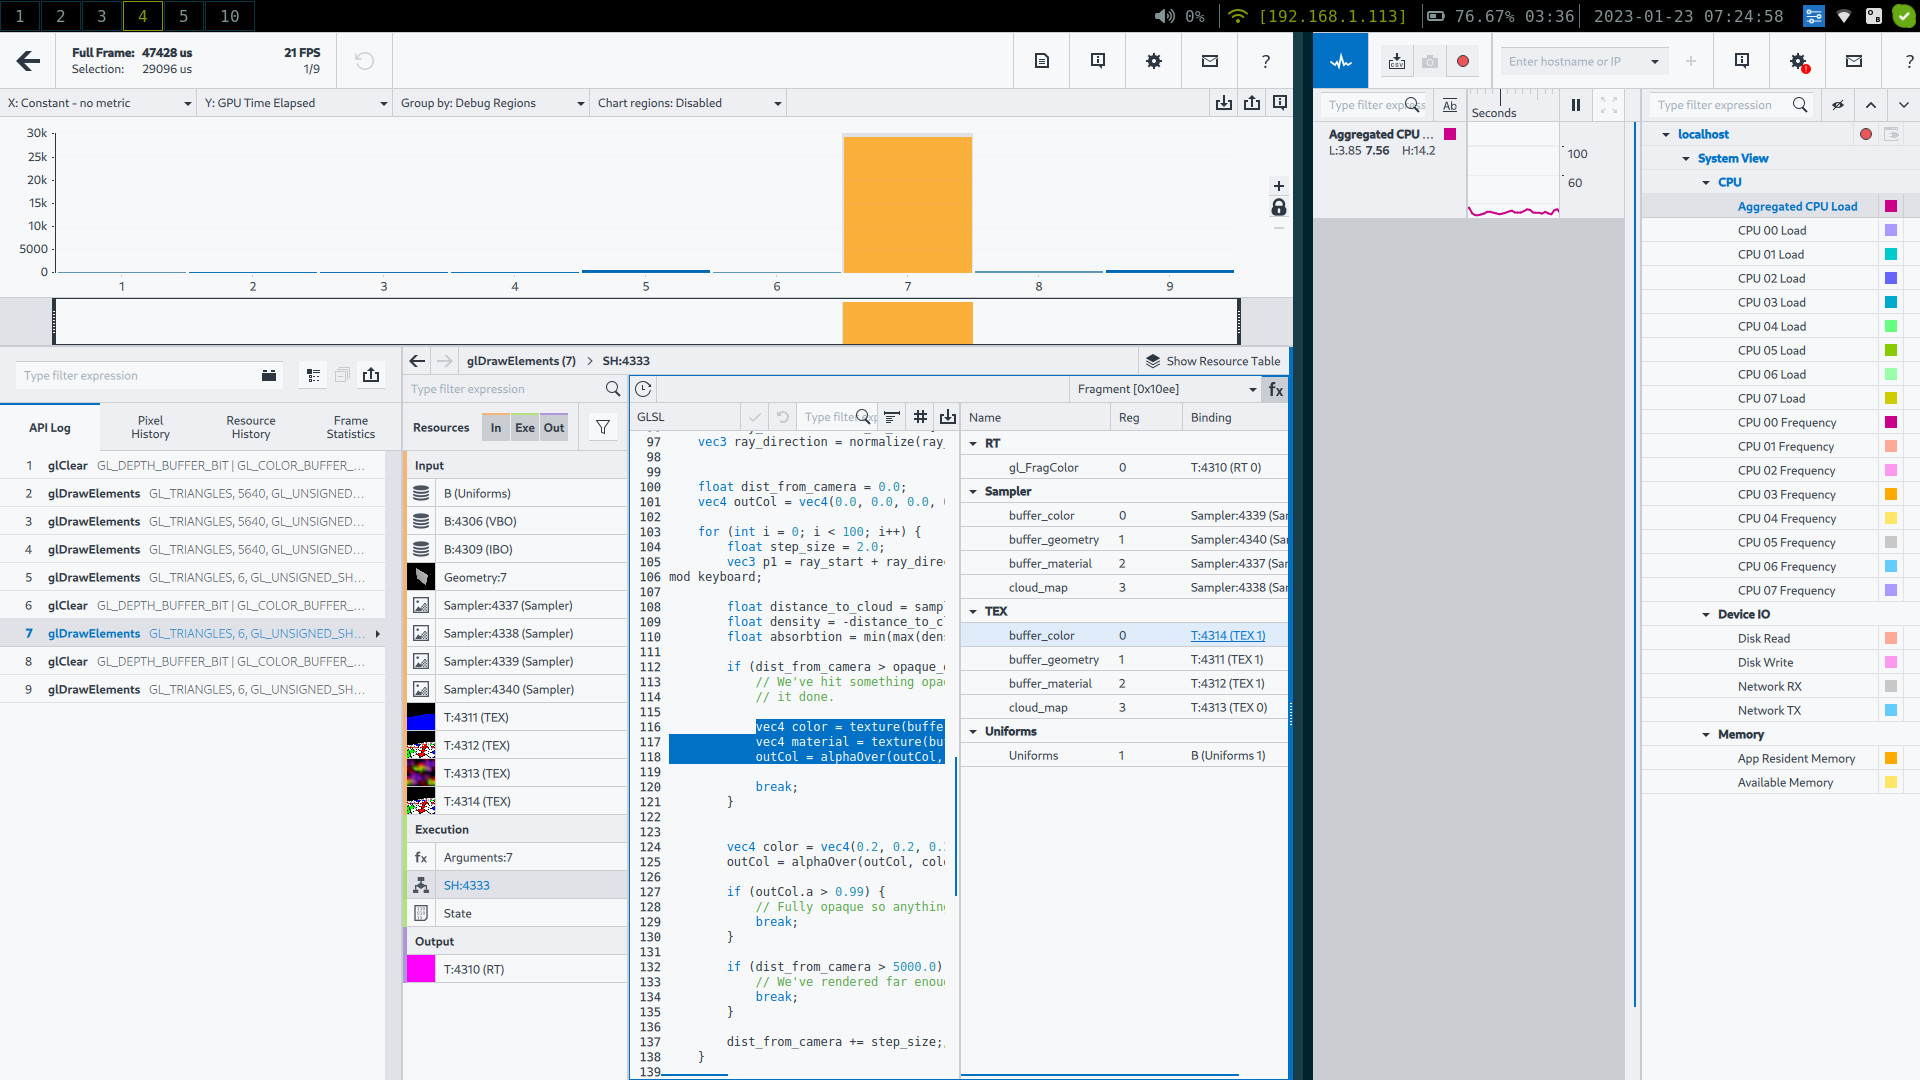 1 2 3 4 5 10
0% [192.168.1.113] 76.67% 03:36 2023-01-23 07:24:58
Full Frame: 47428 us 21 FPS
Selection: 29096 us 1/9
?
X: Constant - no metric Y: GPU Time Elapsed Group by: Debug Regions Chart regions: Disabled
30k
25k
20k
15k
10k
5000
0
1 2 3 4 5 6 7 8 9
Type filter expression
API Log
Pixel History
Resource History
Frame Statistics
1 glClear GL_DEPTH_BUFFER_BIT | GL_COLOR_BUFFER_...
2 glDrawElements GL_TRIANGLES, 5640, GL_UNSIGNED...
3 glDrawElements GL_TRIANGLES, 5640, GL_UNSIGNED...
4 glDrawElements GL_TRIANGLES, 5640, GL_UNSIGNED...
5 glDrawElements GL_TRIANGLES, 6, GL_UNSIGNED_SH...
6 glClear GL_DEPTH_BUFFER_BIT | GL_COLOR_BUFFER_...
7 glDrawElements GL_TRIANGLES, 6, GL_UNSIGNED_SH...
8 glClear GL_DEPTH_BUFFER_BIT | GL_COLOR_BUFFER_...
9 glDrawElements GL_TRIANGLES, 6, GL_UNSIGNED_SH...
glDrawElements (7) > SH:4333 Show Resource Table
Type filter expression
Resources In Exe Out
Input
B (Uniforms)
B:4306 (VBO)
B:4309 (IBO)
Geometry:7
Sampler:4337 (Sampler)
Sampler:4338 (Sampler)
Sampler:4339 (Sampler)
Sampler:4340 (Sampler)
T:4311 (TEX)
T:4312 (TEX)
T:4313 (TEX)
T:4314 (TEX)
Execution
fx Arguments:7
SH:4333
State
Output
T:4310 (RT)
Fragment [0x10ee] fx
GLSL Type filter exp
97 vec3 ray_direction = normalize(ray_
98
99
100 float dist_from_camera = 0.0;
101 vec4 outCol = vec4(0.0, 0.0, 0.0,
102
103 for (int i = 0; i < 100; i++) {
104 float step_size = 2.0;
105 vec3 p1 = ray_start + ray_dire
106 mod keyboard;
107
108 float distance_to_cloud = samp
109 float density = -distance_to_cl
110 float absorbtion = min(max(den
111
112 if (dist_from_camera > opaque_
113 // We've hit something opa
114 // it done.
115
116 vec4 color = texture(buffe
117 vec4 material = texture(bu
118 outCol = alphaOver(outCol,
119
120 break;
121 }
122
123
124 vec4 color = vec4(0.2, 0.2, 0.
125 outCol = alphaOver(outCol, colo
126
127 if (outCol.a > 0.99) {
128 // Fully opaque so anythin
129 break;
130 }
131
132 if (dist_from_camera > 5000.0)
133 // We've rendered far enou
134 break;
135 }
136
137 dist_from_camera += step_size;
138 }
139
Name Reg Binding
RT
gl_FragColor 0 T:4310 (RT 0)
Sampler
buffer_color 0 Sampler:4339 (Sar
buffer_geometry 1 Sampler:4340 (Sar
buffer_material 2 Sampler:4337 (Sar
cloud_map 3 Sampler:4338 (Sar
TEX
buffer_color 0 T:4314 (TEX 1)
buffer_geometry 1 T:4311 (TEX 1)
buffer_material 2 T:4312 (TEX 1)
cloud_map 3 T:4313 (TEX 0)
Uniforms
Uniforms 1 B (Uniforms 1)
CSV Enter hostname or IP + ?
Type filter express Ab Seconds
Aggregated CPU ...
L:3.85 7.56 H:14.2
100
60
Type filter expression
localhost
System View
CPU
Aggregated CPU Load
CPU 00 Load
CPU 01 Load
CPU 02 Load
CPU 03 Load
CPU 04 Load
CPU 05 Load
CPU 06 Load
CPU 07 Load
CPU 00 Frequency
CPU 01 Frequency
CPU 02 Frequency
CPU 03 Frequency
CPU 04 Frequency
CPU 05 Frequency
CPU 06 Frequency
CPU 07 Frequency
Device IO
Disk Read
Disk Write
Network RX
Network TX
Memory
App Resident Memory
Available Memory